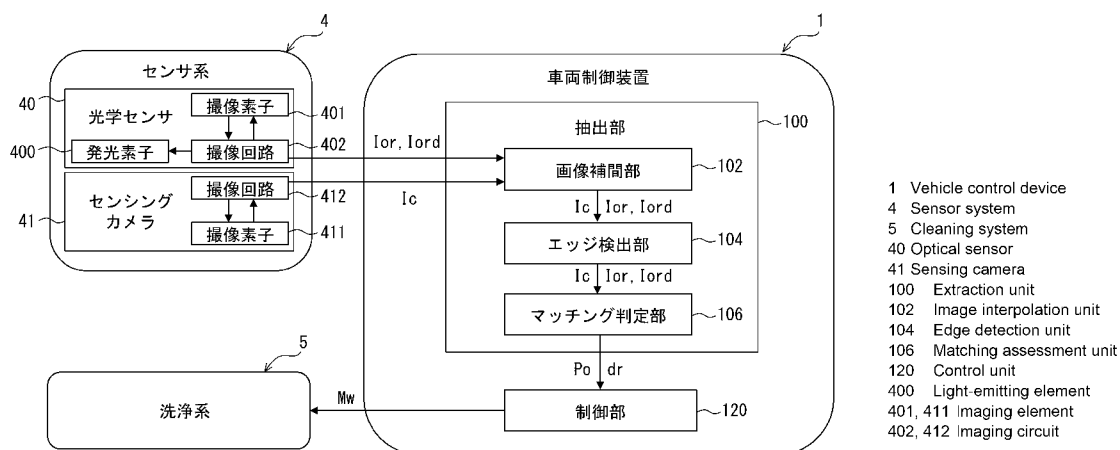 4
センサ系
40
光学センサ
撮像素子
401
400
発光素子
撮像回路
402
41
センシング
カメラ
撮像回路
412
撮像素子
411
Ior, Iord
Ic
1
車両制御装置
抽出部
100
画像補間部
102
Ic Ior, Iord
エッジ検出部
104
Ic Ior, Iord
マッチング判定部
106
Po dr
制御部
120
Mw
5
洗浄系
1 Vehicle control device
4 Sensor system
5 Cleaning system
40 Optical sensor
41 Sensing camera
100 Extraction unit
102 Image interpolation unit
104 Edge detection unit
106 Matching assessment unit
120 Control unit
400 Light-emitting element
401, 411 Imaging element
402, 412 Imaging circuit